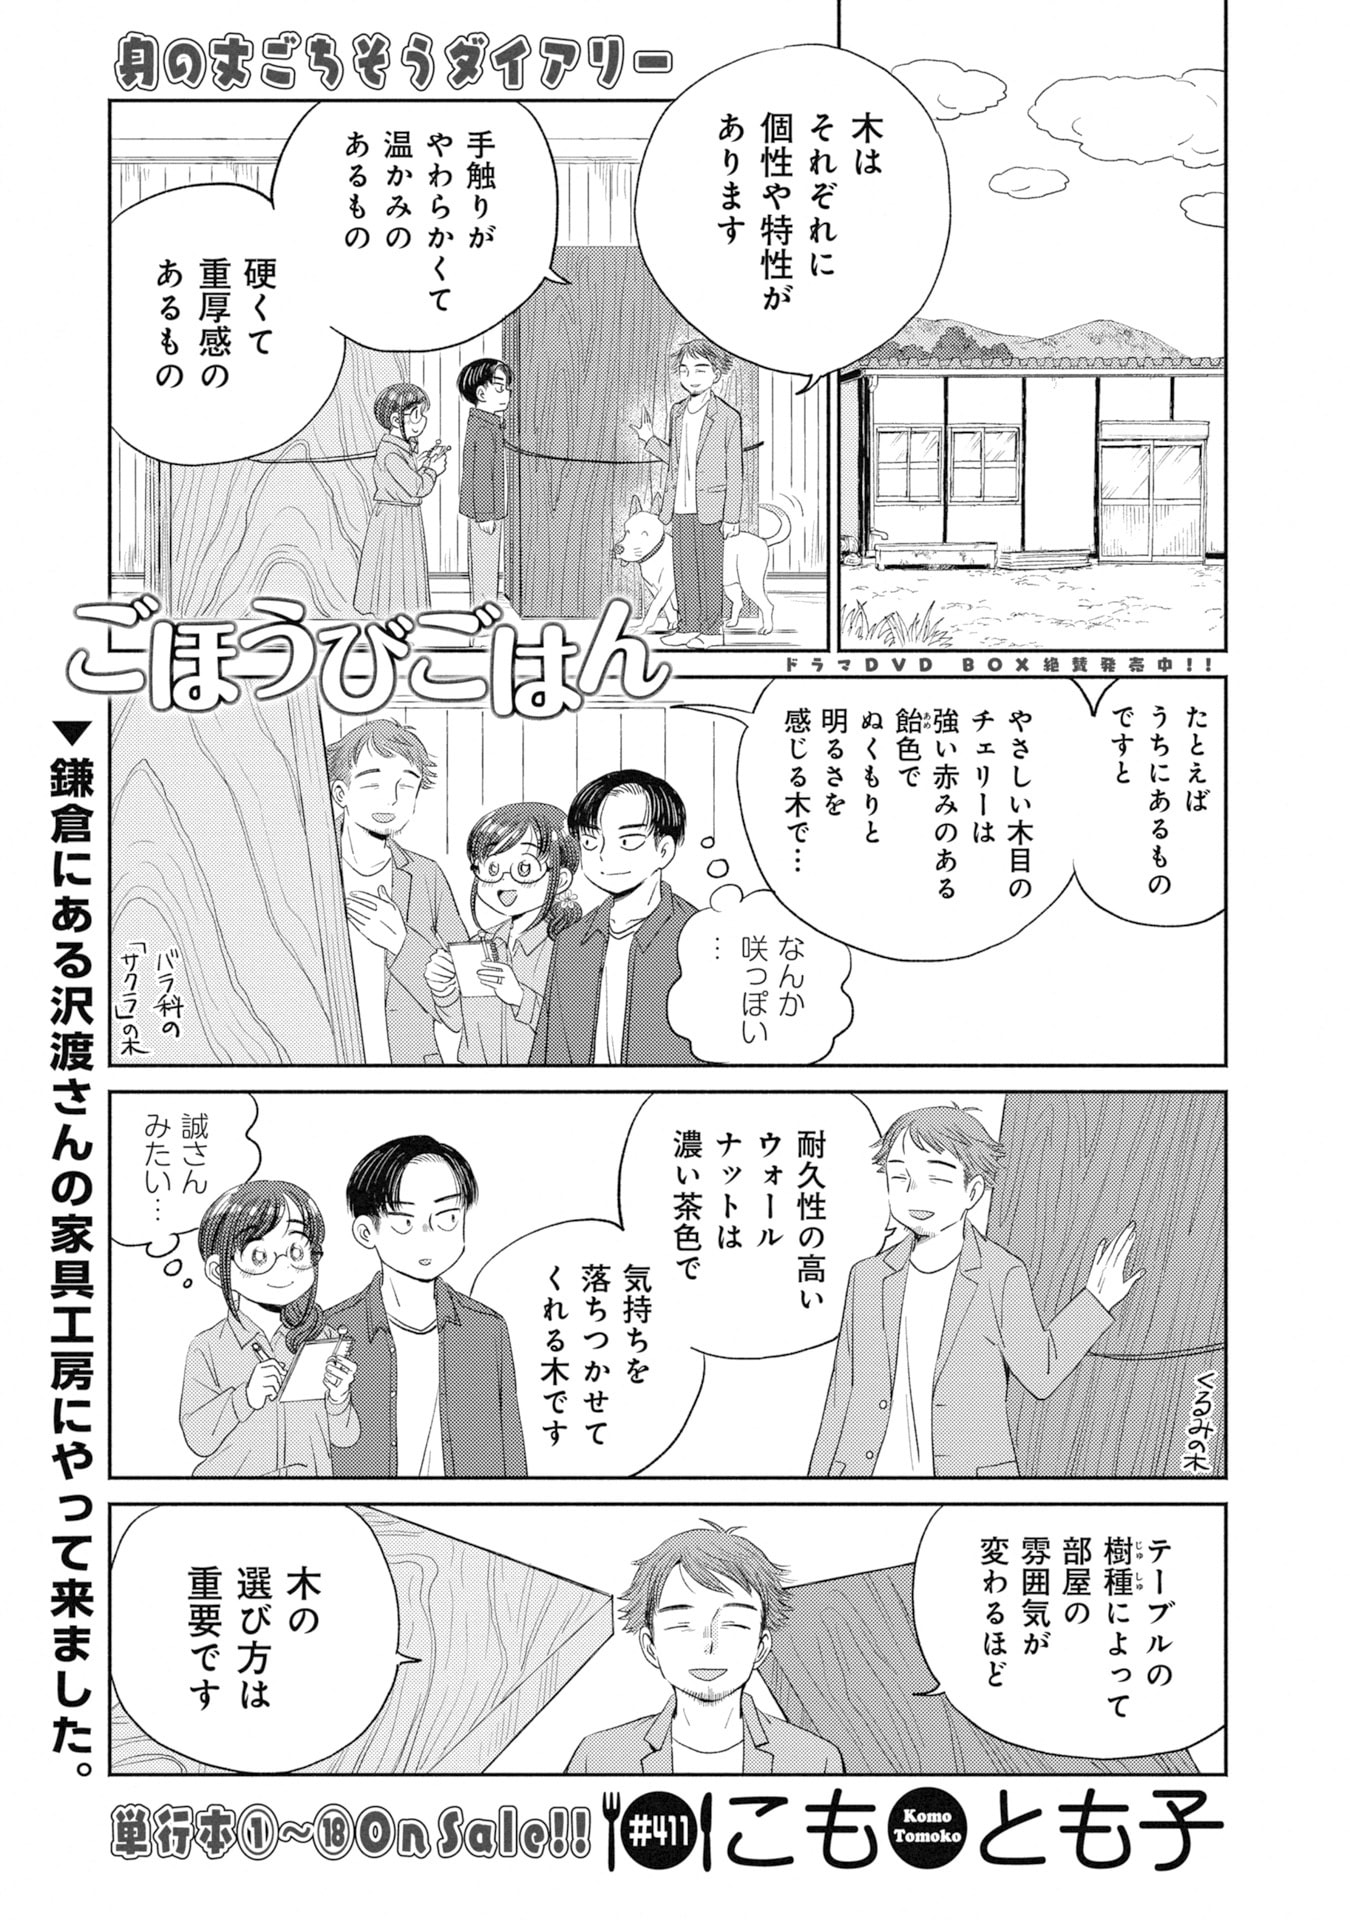 身の丈ごちそうダイアリー
木は
それぞれに
個性や特性が
あります
手触りが
やわらかくて
温かみの
あるもの
硬くて
重厚感の
あるもの
ごほうびごはん
ドラマDVD BOX絶賛発売中!!
たとえば
うちにあるもの
ですと
やさしい木目の
チェリーは
強い赤みのある
飴色で
あめ
ぬくもりと
明るさを
感じる木で…
なんか
咲っぽい
…
バラ科の
「サクラ」の木
耐久性の高い
ウォール
ナットは
濃い茶色で
気持ちを
落ちつかせて
くれる木です
誠さん
みたい…
くるみの木
テーブルの
樹種によって
じゅしゅ
部屋の
雰囲気が
変わるほど
木の
選び方は
重要です
▼鎌倉にある沢渡さんの家具工房にやって来ました。
単行本①〜⑱On Sale!!
#411
こもとも子
Komo
Tomoko